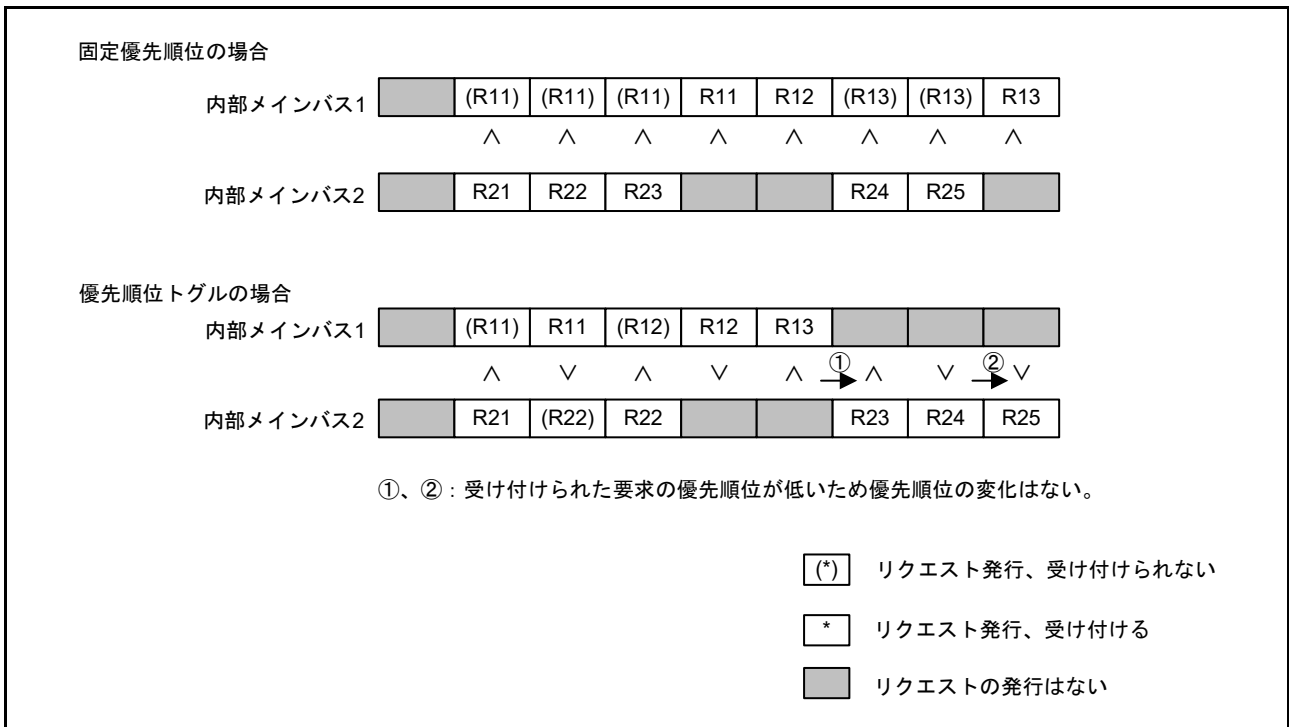 固定優先順位の場合
内部メインバス1 (R11) (R11) (R11) R11 R12 (R13) (R13) R13
∧ ∧ ∧ ∧ ∧ ∧ ∧ ∧
内部メインバス2 R21 R22 R23 R24 R25
優先順位トグルの場合
内部メインバス1 (R11) R11 (R12) R12 R13
∧ ∨ ∧ ∨ ∧ ① ∧ ∨ ② ∨
内部メインバス2 R21 (R22) R22 R23 R24 R25
①、②:受け付けられた要求の優先順位が低いため優先順位の変化はない。
(*) リクエスト発行、受け付けられない
* リクエスト発行、受け付ける
リクエストの発行はない